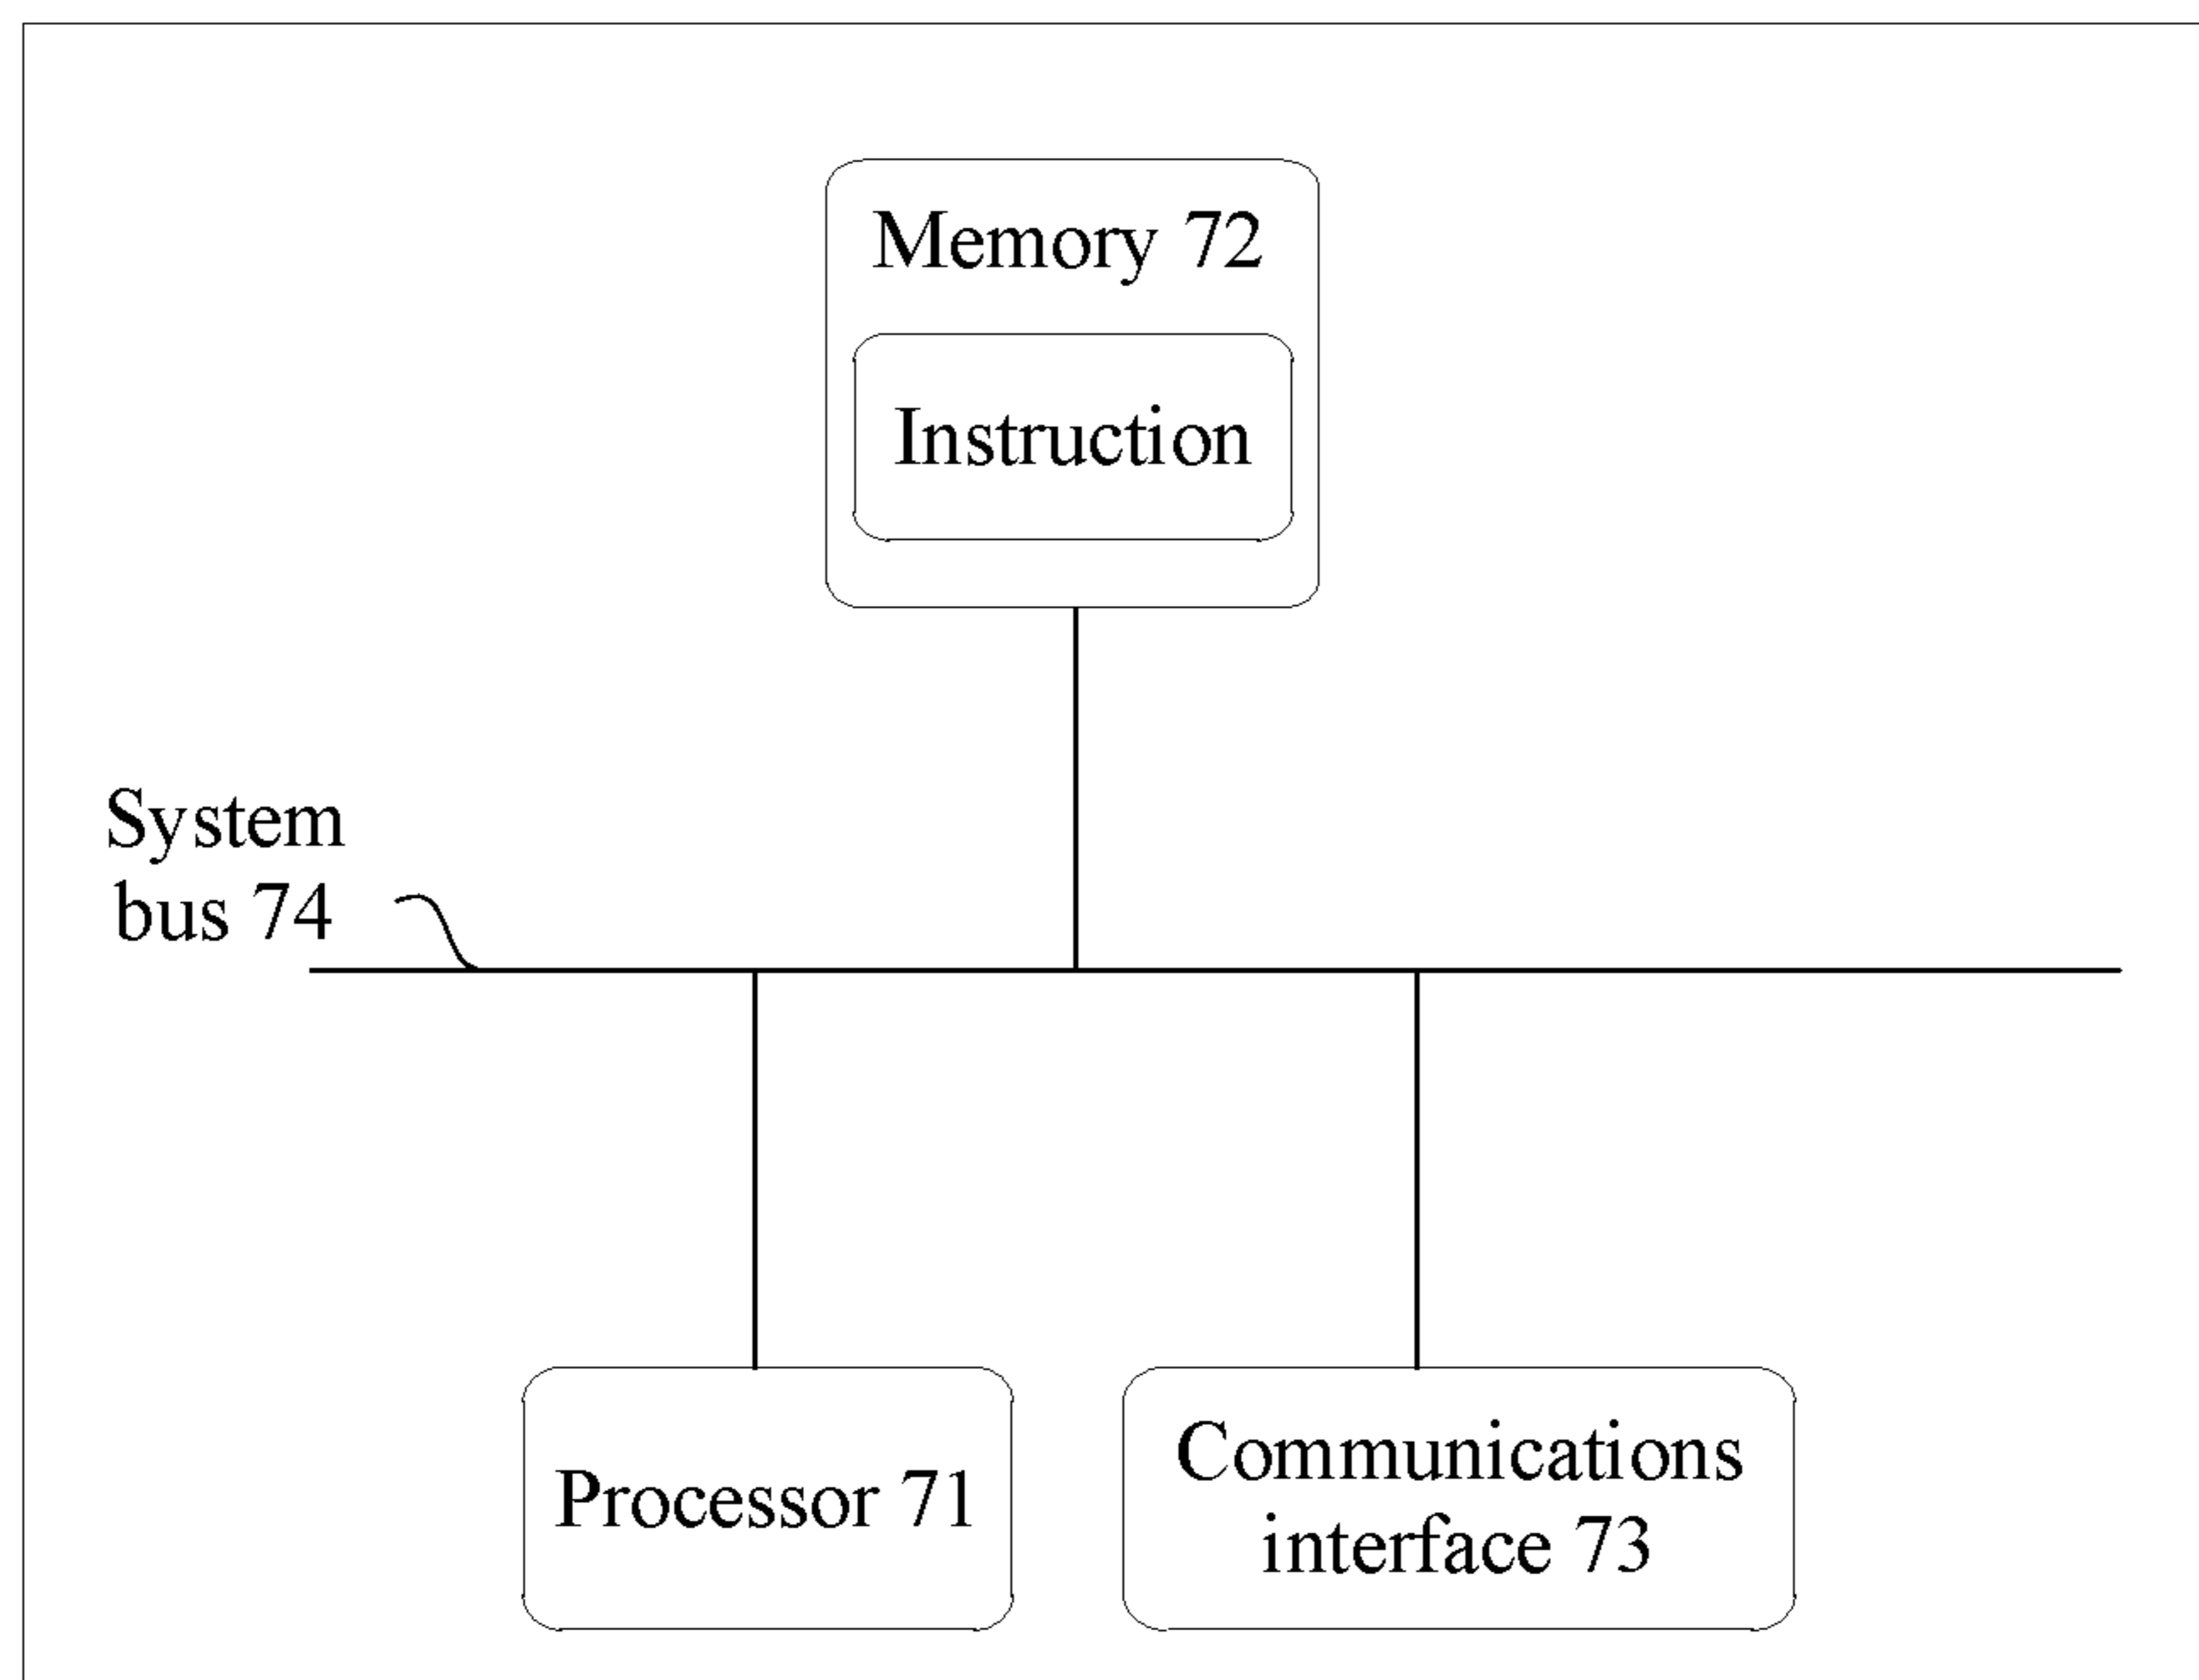 Memory 72
Instruction
System
bus 74
Processor 71
Communications
interface 73